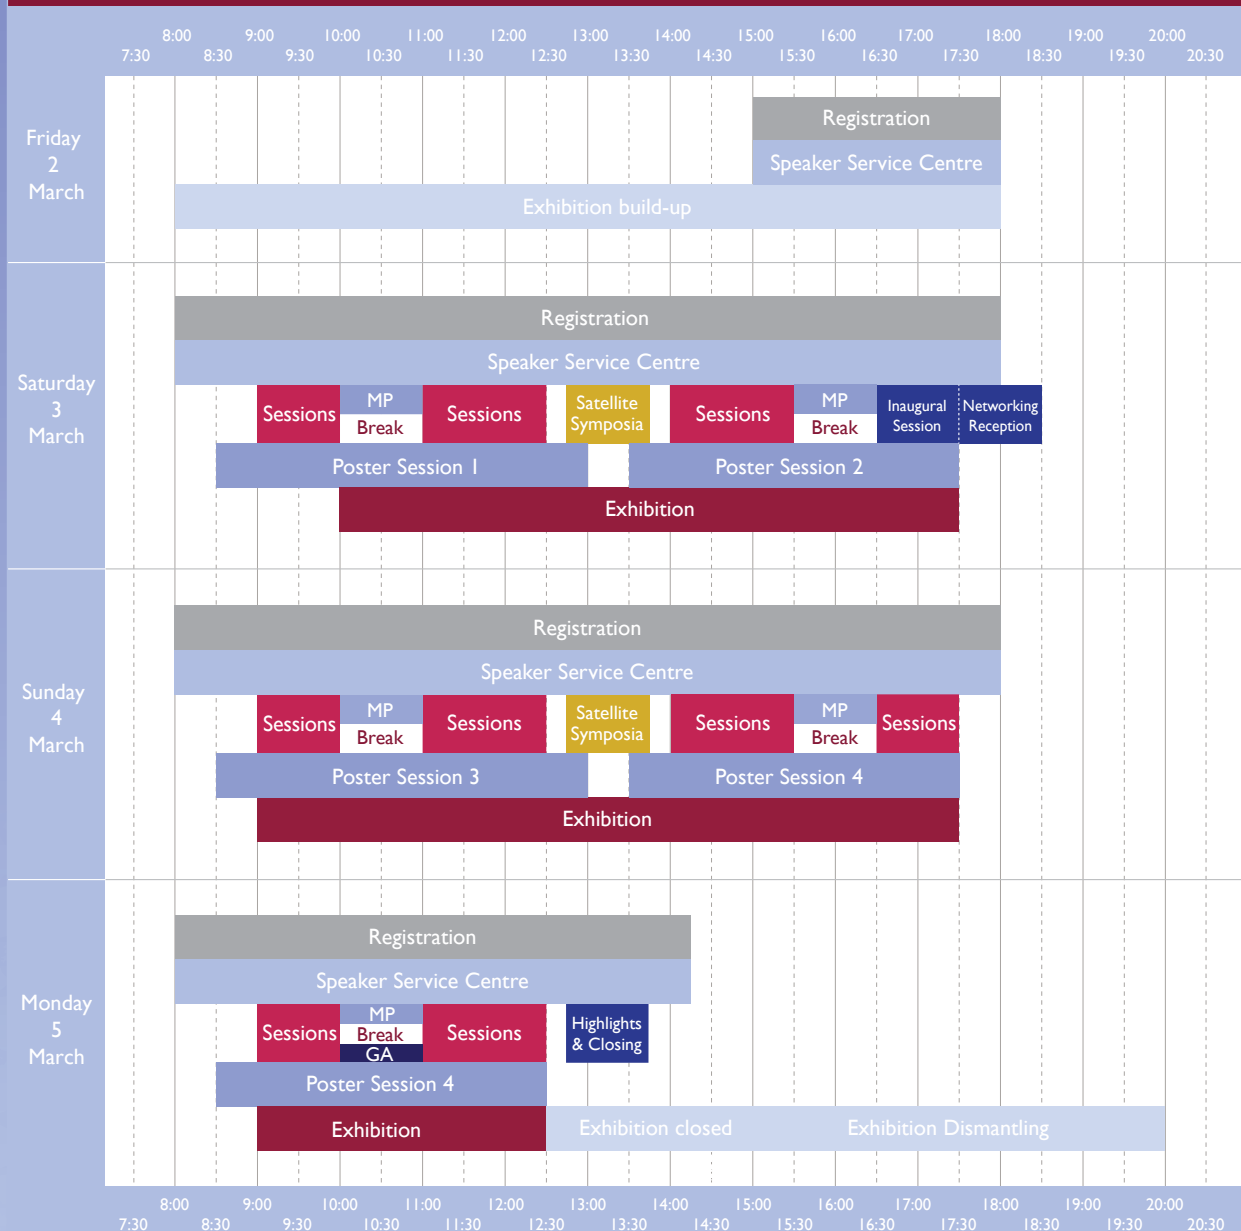 8:00 9:00 10:00 11:00 12:00 13:00 14:00 15:00 16:00 17:00 18:00 19:00 20:00
7:30 8:30 9:30 10:30 11:30 12:30 13:30 14:30 15:30 16:30 17:30 18:30 19:30 20:30
Friday
2
March
Registration
Speaker Service Centre
Exhibition build-up
Saturday
3
March
Registration
Speaker Service Centre
Sessions
MP
Break
Sessions
Satellite
Symposia
Sessions
MP
Break
Inaugural
Session
Networking
Reception
Poster Session 1
Poster Session 2
Exhibition
Sunday
4
March
Registration
Speaker Service Centre
Sessions
MP
Break
Sessions
Satellite
Symposia
Sessions
MP
Break
Sessions
Poster Session 3
Poster Session 4
Exhibition
Monday
5
March
Registration
Speaker Service Centre
Sessions
MP
Break
GA
Sessions
Highlights
& Closing
Poster Session 4
Exhibition
Exhibition closed
Exhibition Dismantling
8:00 9:00 10:00 11:00 12:00 13:00 14:00 15:00 16:00 17:00 18:00 19:00 20:00
7:30 8:30 9:30 10:30 11:30 12:30 13:30 14:30 15:30 16:30 17:30 18:30 19:30 20:30